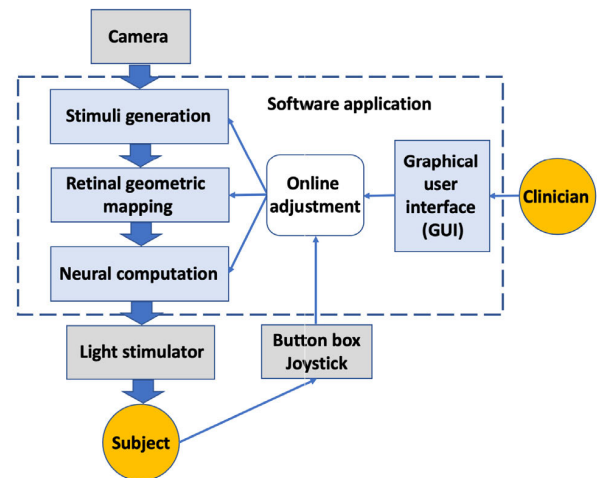 Camera
Software application
Stimuli generation
Retinal geometric
mapping
Neural computation
Online
adjustment
Graphical
user
interface
(GUI)
Clinician
Light stimulator
Button box
Joystick
Subject